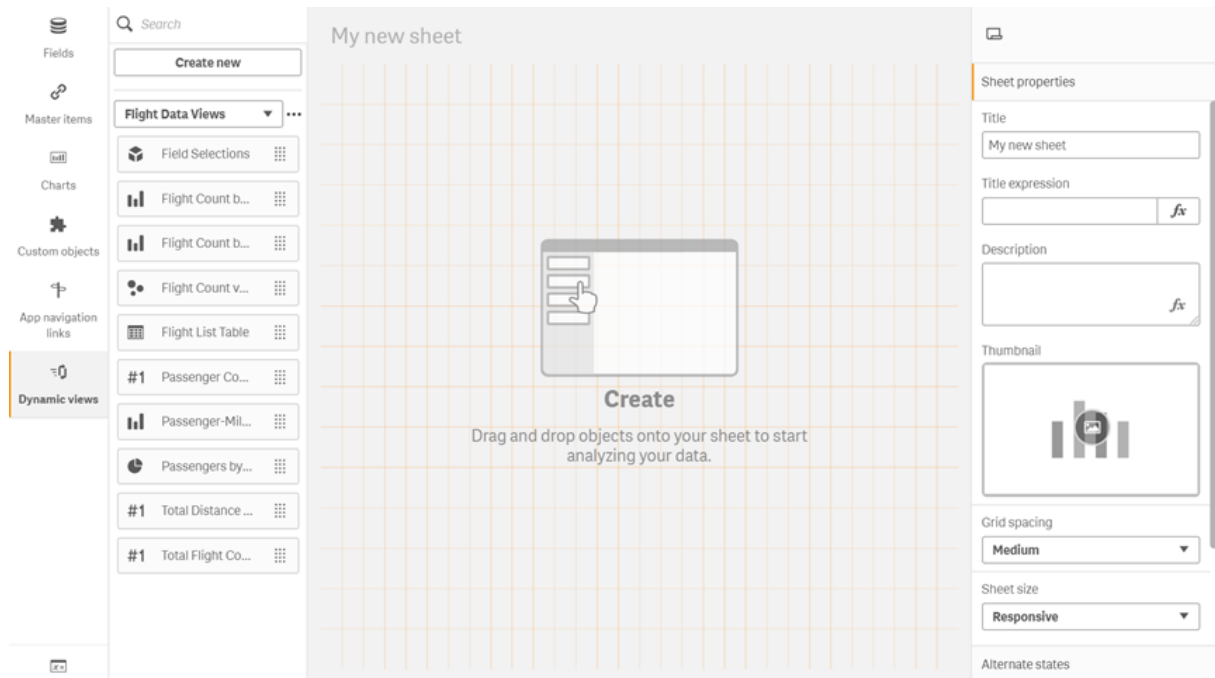 Fields
Master items
Charts
Custom objects
App navigation
links
Dynamic views
Search
Create new
Flight Data Views
Field Selections
Flight Count b...
Flight Count b...
Flight Count v...
Flight List Table
#1 Passenger Co...
Passenger-Mil...
Passengers by...
#1 Total Distance ...
#1 Total Flight Co...
My new sheet
Create
Drag and drop objects onto your sheet to start
analyzing your data.
Sheet properties
Title
My new sheet
Title expression
fx
Description
fx
Thumbnail
Grid spacing
Medium
Sheet size
Responsive
Alternate states